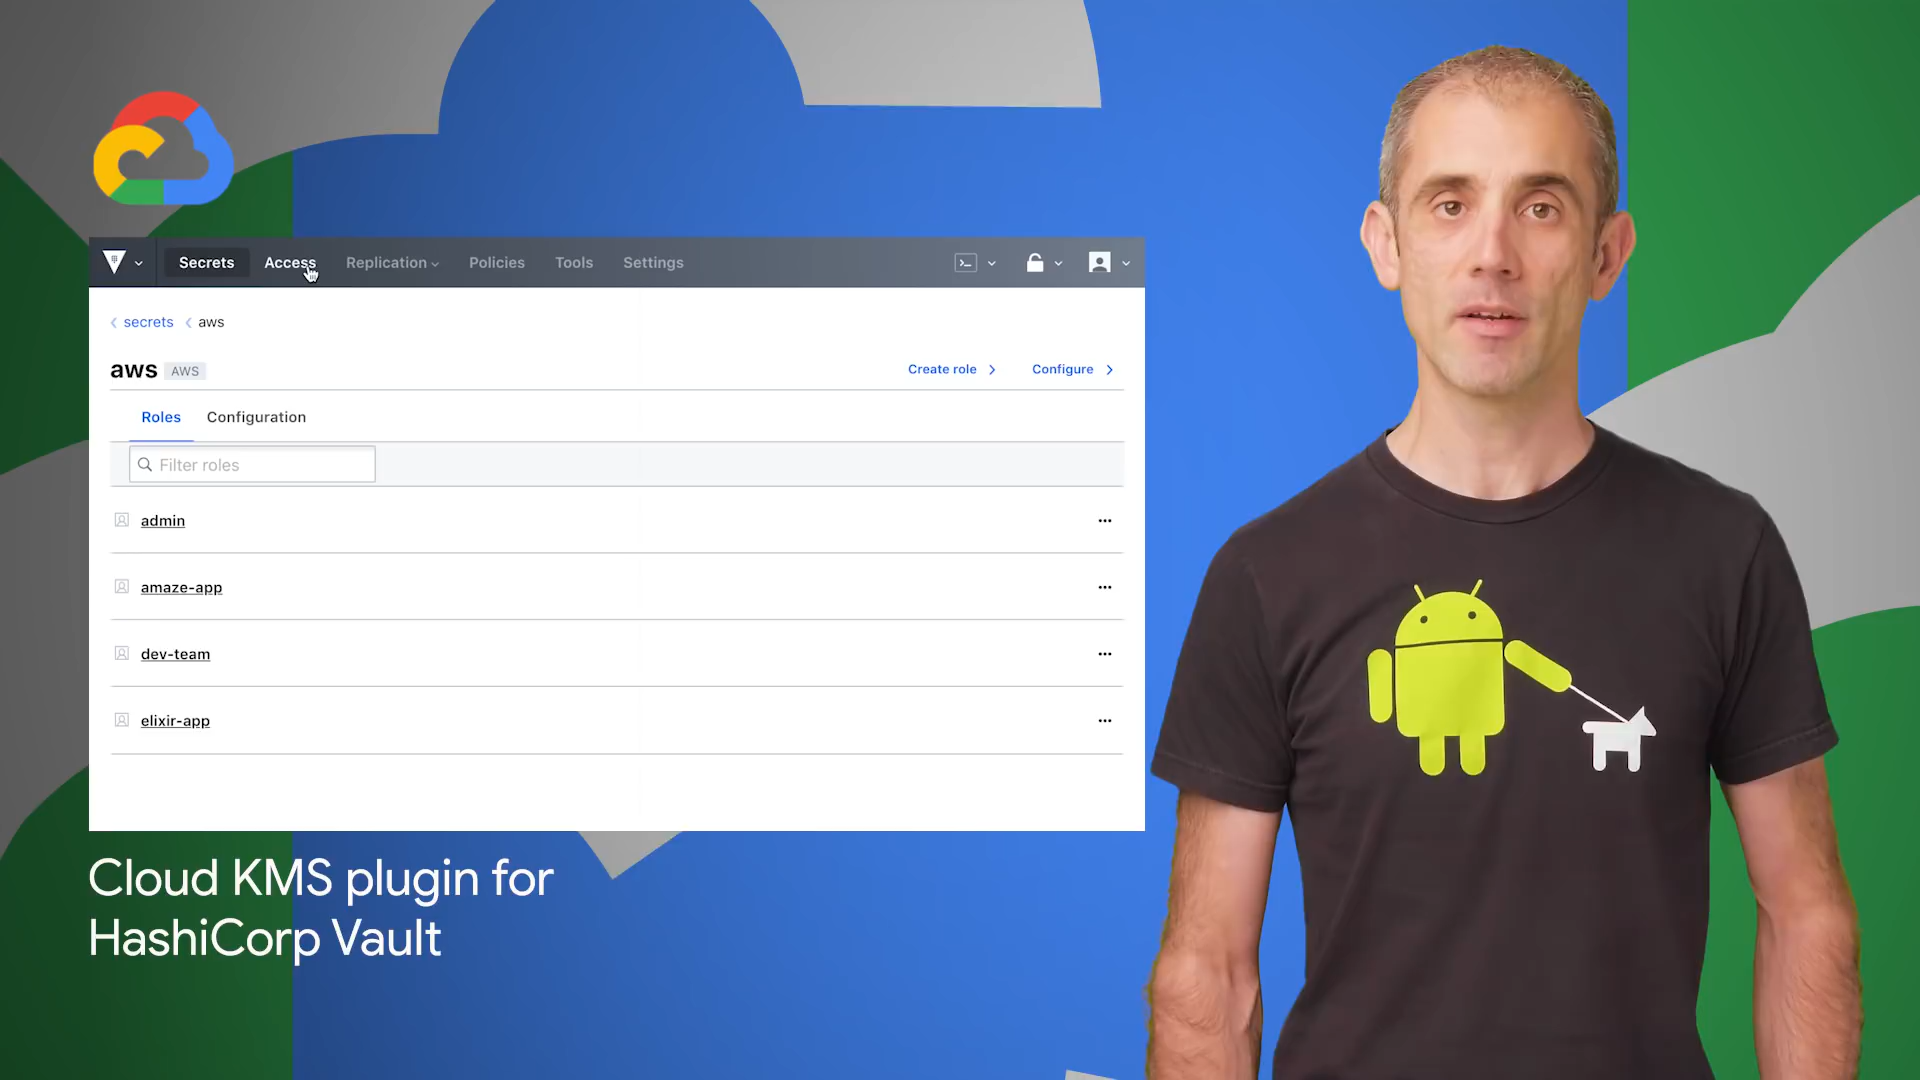 Secrets Access Replication Policies Tools Settings
secrets aws
aws AWS Create role Configure
Roles Configuration
Filter roles
admin
amaze-app
dev-team
elixir-app
Cloud KMS plugin for
HashiCorp Vault